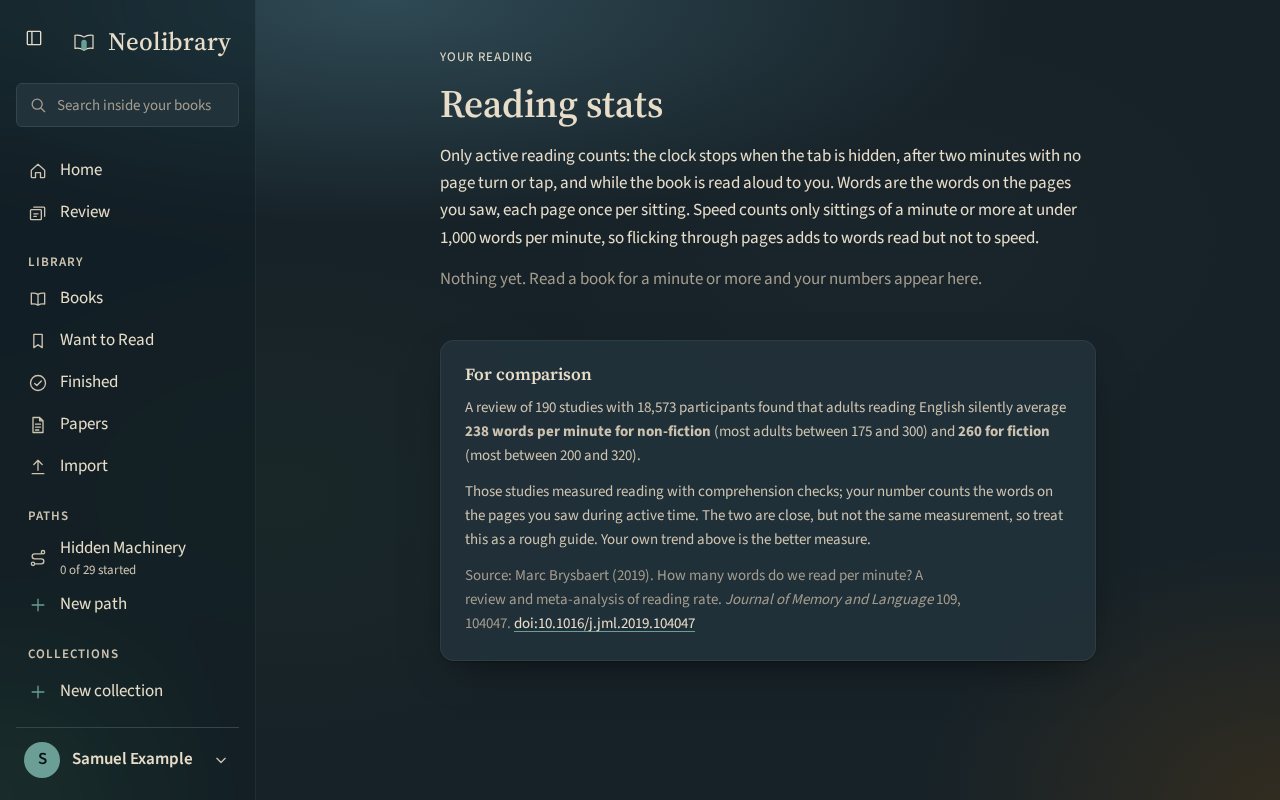 Neolibrary
Search inside your books
Home
Review
LIBRARY
Books
Want to Read
Finished
Papers
Import
PATHS
Hidden Machinery
0 of 29 started
New path
COLLECTIONS
New collection
S
Samuel Example
YOUR READING
Reading stats
Only active reading counts: the clock stops when the tab is hidden, after two minutes with no
page turn or tap, and while the book is read aloud to you. Words are the words on the pages
you saw, each page once per sitting. Speed counts only sittings of a minute or more at under
1,000 words per minute, so flicking through pages adds to words read but not to speed.
Nothing yet. Read a book for a minute or more and your numbers appear here.
For comparison
A review of 190 studies with 18,573 participants found that adults reading English silently average
238 words per minute for non-fiction (most adults between 175 and 300) and 260 for fiction
(most between 200 and 320).
Those studies measured reading with comprehension checks; your number counts the words on
the pages you saw during active time. The two are close, but not the same measurement, so treat
this as a rough guide. Your own trend above is the better measure.
Source: Marc Brysbaert (2019). How many words do we read per minute? A
review and meta-analysis of reading rate. Journal of Memory and Language 109,
104047. doi:10.1016/j.jml.2019.104047